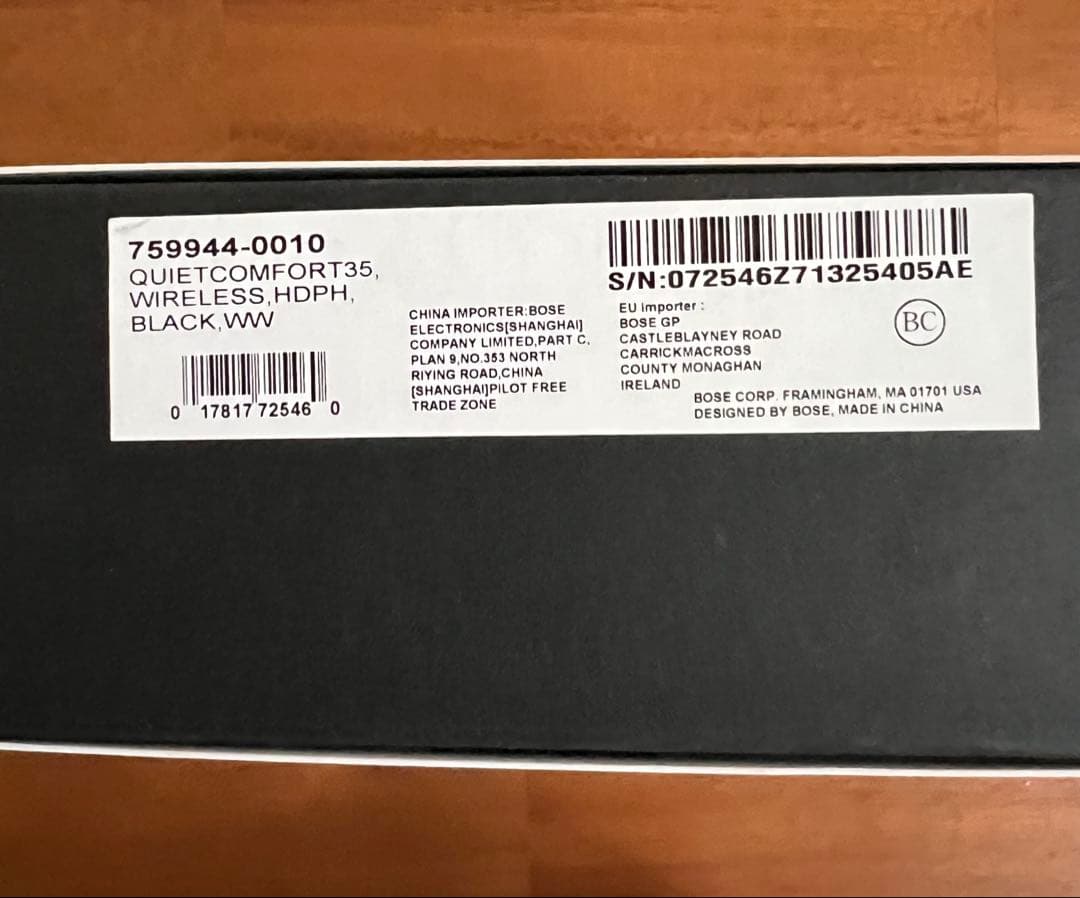 759944-0010
QUIETCOMFORT35,
WIRELESS,HDPH,
BLACK,WW
0 17817 72546 0
CHINA IMPORTER:BOSE
ELECTRONICS[SHANGHAI]
COMPANY LIMITED,PART C,
PLAN 9,NO.353 NORTH
RIYING ROAD,CHINA
[SHANGHAI]PILOT FREE
TRADE ZONE
S/N:072546Z71325405AE
EU importer :
BOSE GP
CASTLEBLAYNEY ROAD
CARRICKMACROSS
COUNTY MONAGHAN
IRELAND
BC
BOSE CORP. FRAMINGHAM, MA 01701 USA
DESIGNED BY BOSE, MADE IN CHINA